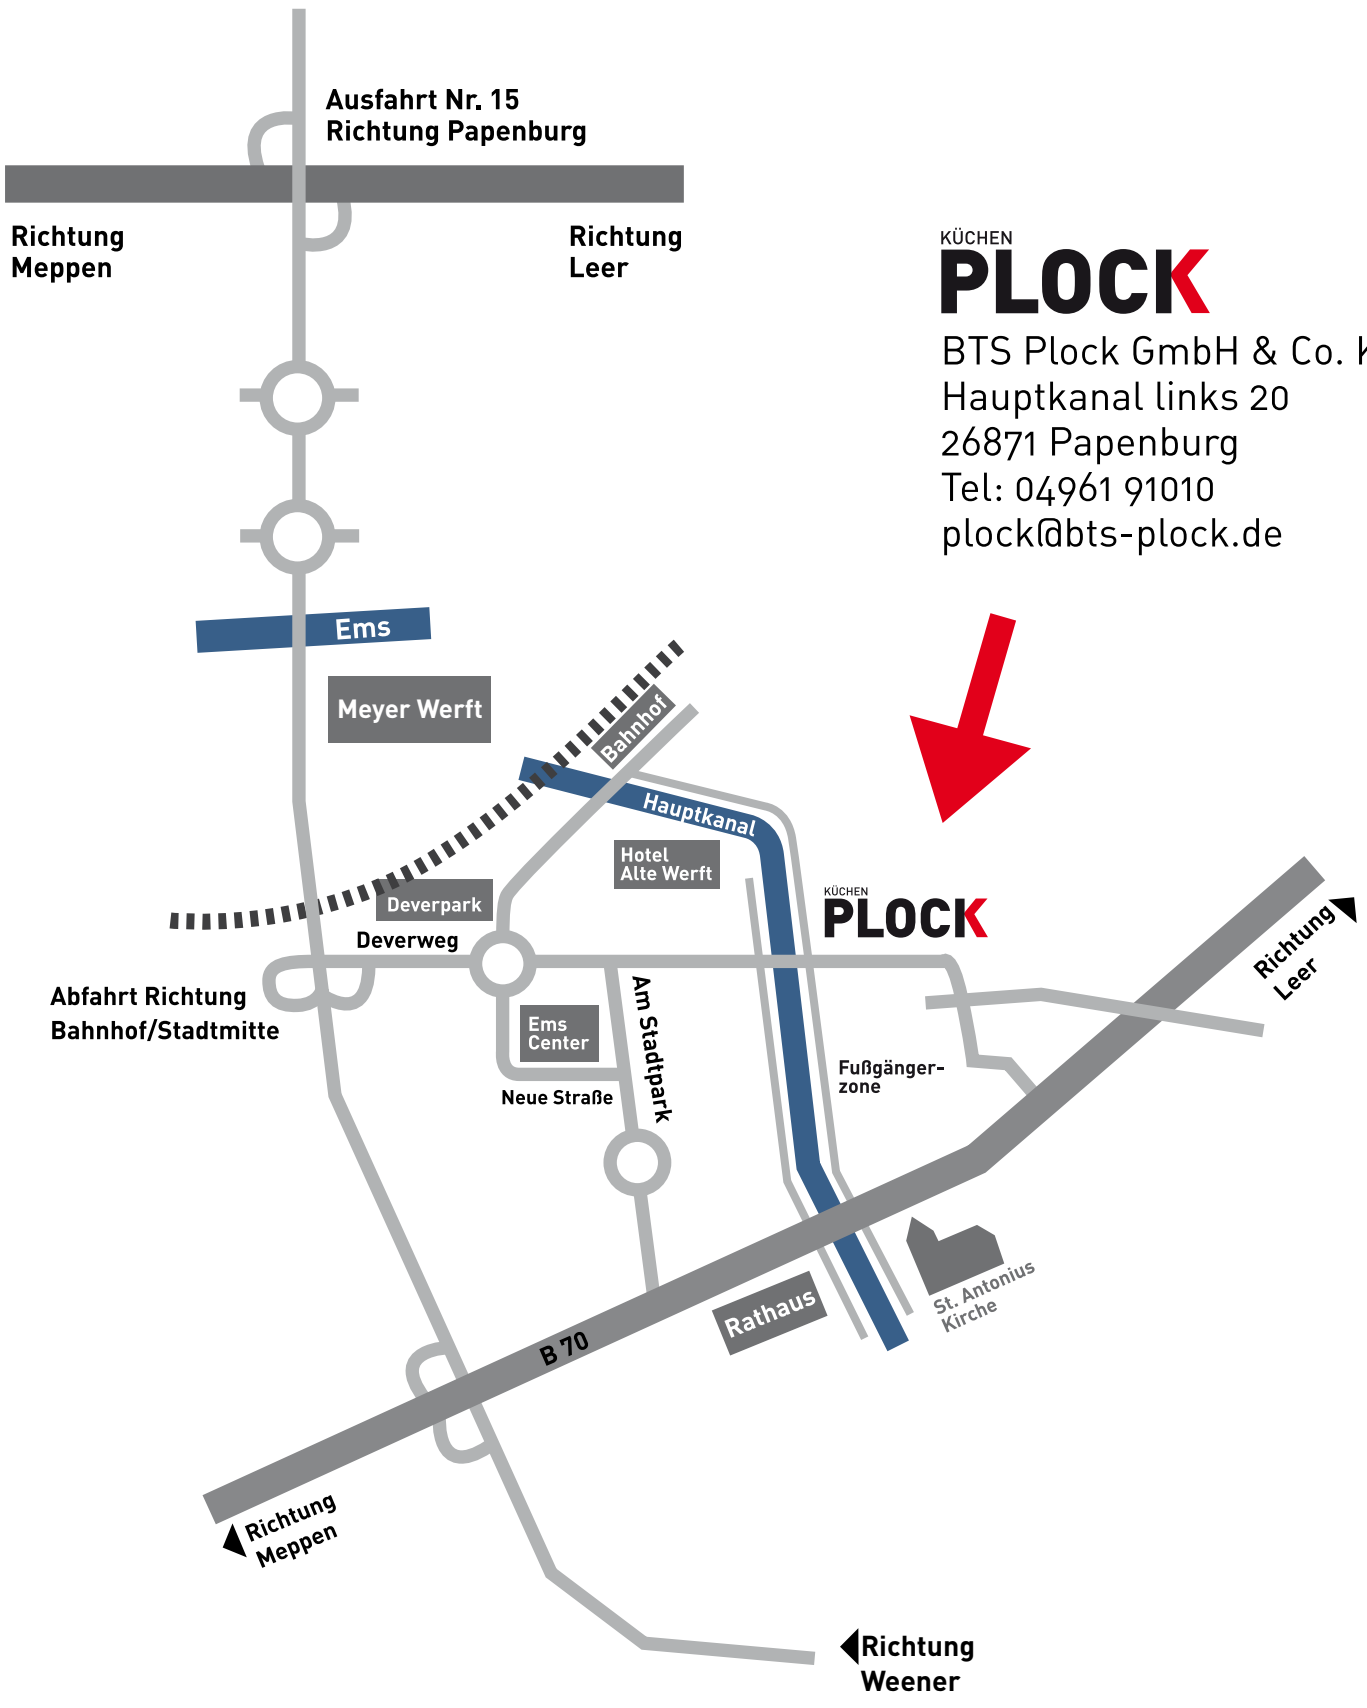 Ausfahrt Nr. 15
Richtung Papenburg
Richtung
Meppen
Richtung
Leer
KÜCHEN
PLOCK
BTS Plock GmbH & Co. K
Hauptkanal links 20
26871 Papenburg
Tel: 04961 91010
plock@bts-plock.de
Ems
Meyer Werft
Bahnhof
Hauptkanal
Hotel
Alte Werft
Deverpark
Deverweg
KÜCHEN
PLOCK
Richtung
Leer
Abfahrt Richtung
Bahnhof/Stadtmitte
Am Stadtpark
Ems
Center
Neue Straße
Fußgänger-
zone
St. Antonius
Kirche
Rathaus
B 70
Richtung
Meppen
Richtung
Weener